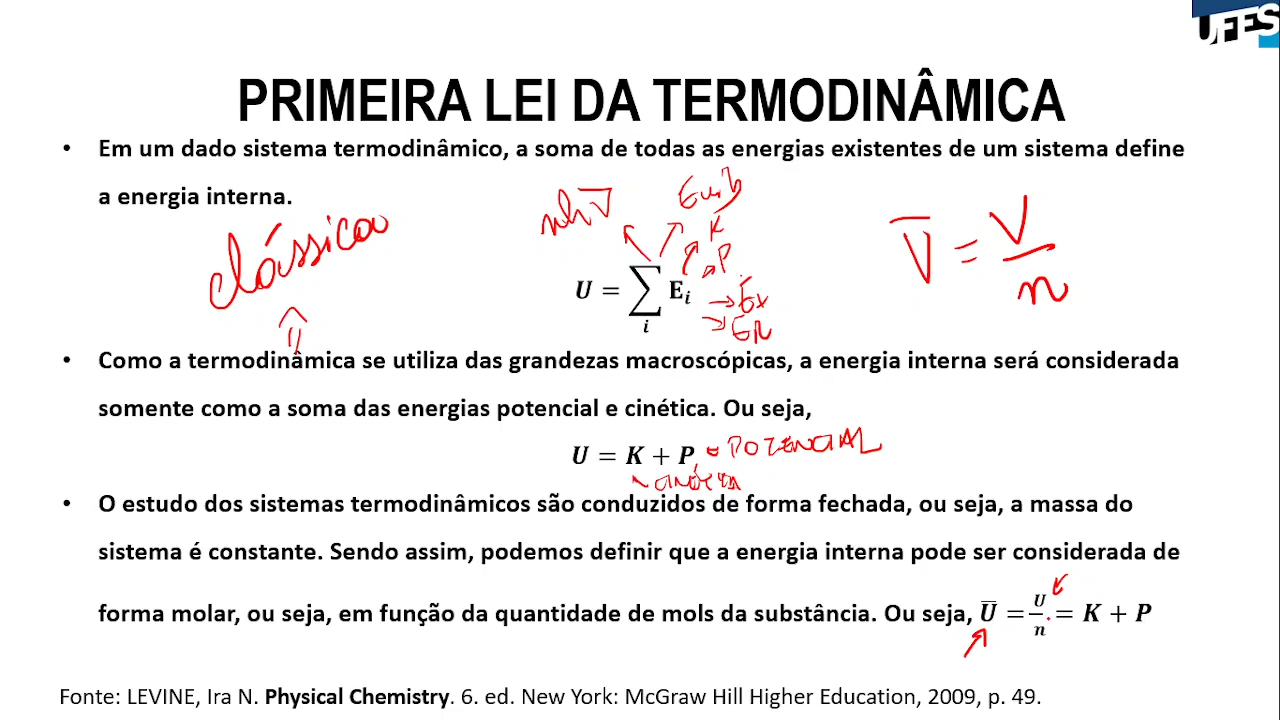 UFES
PRIMEIRA LEI DA TERMODINÂMICA
• Em um dado sistema termodinâmico, a soma de todas as energias existentes de um sistema define
a energia interna.
clássica
Evib
K
P
→ Ex
→ ER
V̅ = V/n
U = ∑ᵢ Eᵢ
• Como a termodinâmica se utiliza das grandezas macroscópicas, a energia interna será considerada
somente como a soma das energias potencial e cinética. Ou seja,
U = K + P, POTENCIAL
• O estudo dos sistemas termodinâmicos são conduzidos de forma fechada, ou seja, a massa do
sistema é constante. Sendo assim, podemos definir que a energia interna pode ser considerada de
forma molar, ou seja, em função da quantidade de mols da substância. Ou seja, U̅ = U/n = K + P
Fonte: LEVINE, Ira N. Physical Chemistry. 6. ed. New York: McGraw Hill Higher Education, 2009, p. 49.